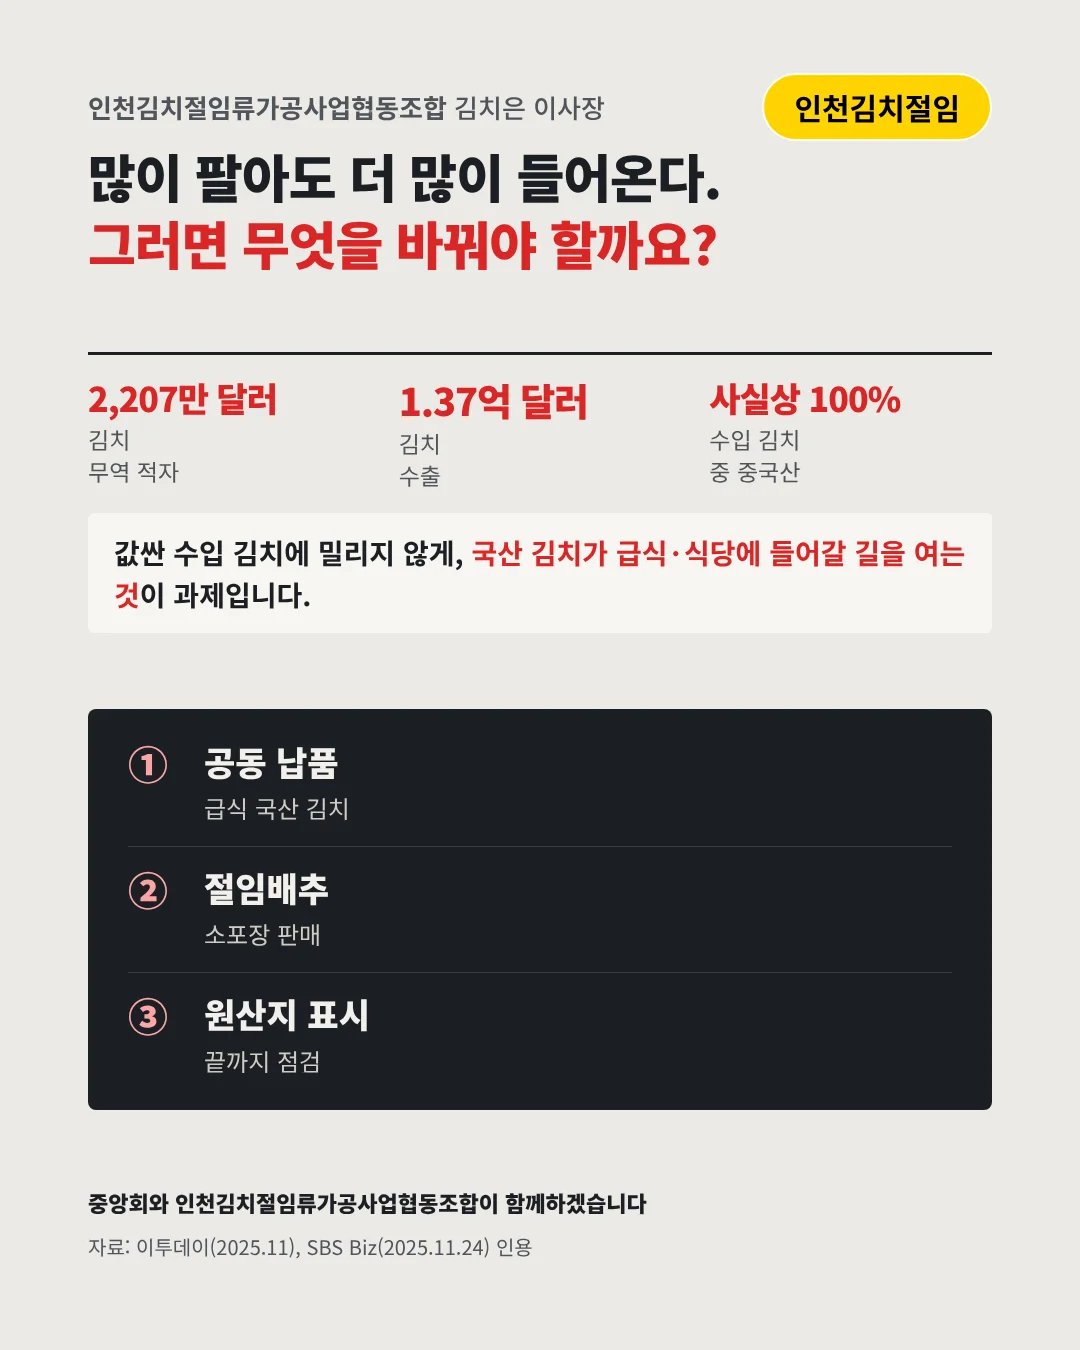 인천김치절임류가공사업협동조합 김치은 이사장
인천김치절임
많이 팔아도 더 많이 들어온다.
그러면 무엇을 바꿔야 할까요?
2,207만 달러
김치
무역 적자
1.37억 달러
김치
수출
사실상 100%
수입 김치
중 중국산
값싼 수입 김치에 밀리지 않게, 국산 김치가 급식·식당에 들어갈 길을 여는
것이 과제입니다.
① 공동 납품
급식 국산 김치
② 절임배추
소포장 판매
③ 원산지 표시
끝까지 점검
중앙회와 인천김치절임류가공사업협동조합이 함께하겠습니다
자료: 이투데이(2025.11), SBS Biz(2025.11.24) 인용